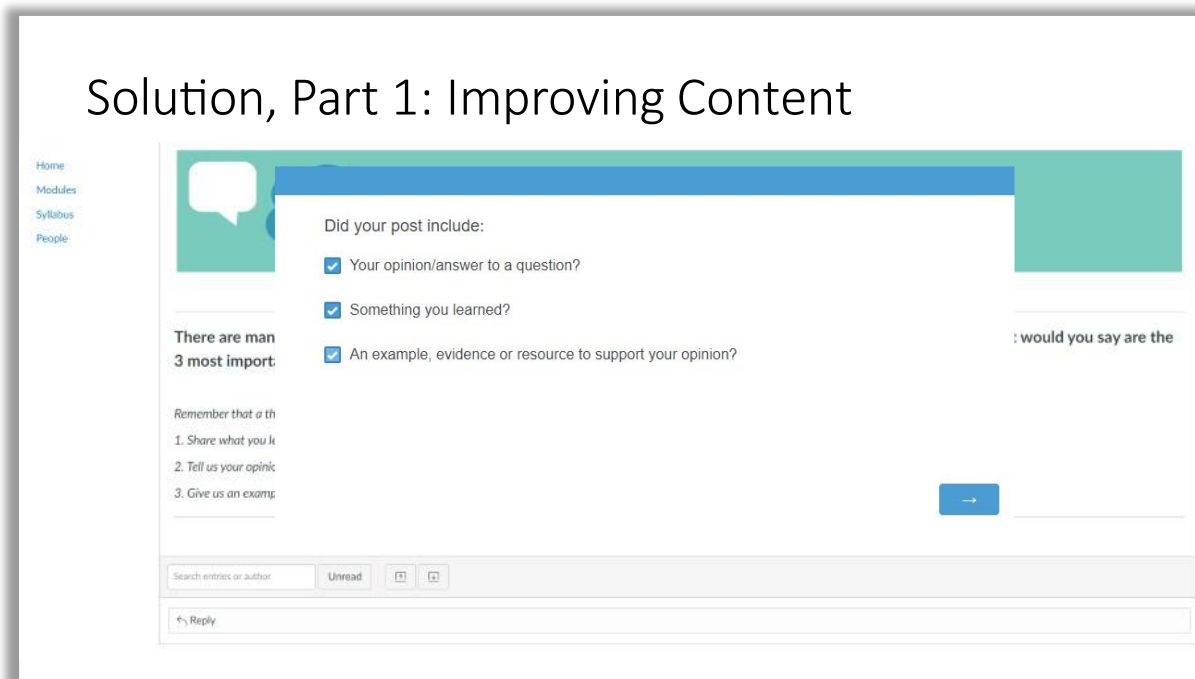 Solution, Part 1: Improving Content
Home
Modules
Syllabus
People
Did your post include:
Your opinion/answer to a question?
Something you learned?
An example, evidence or resource to support your opinion?
There are man
would you say are the
3 most import
Remember that a th
1. Share what you le
2. Tell us your opinio
3. Give us an examp
→
Search entries or author
Unread
Reply